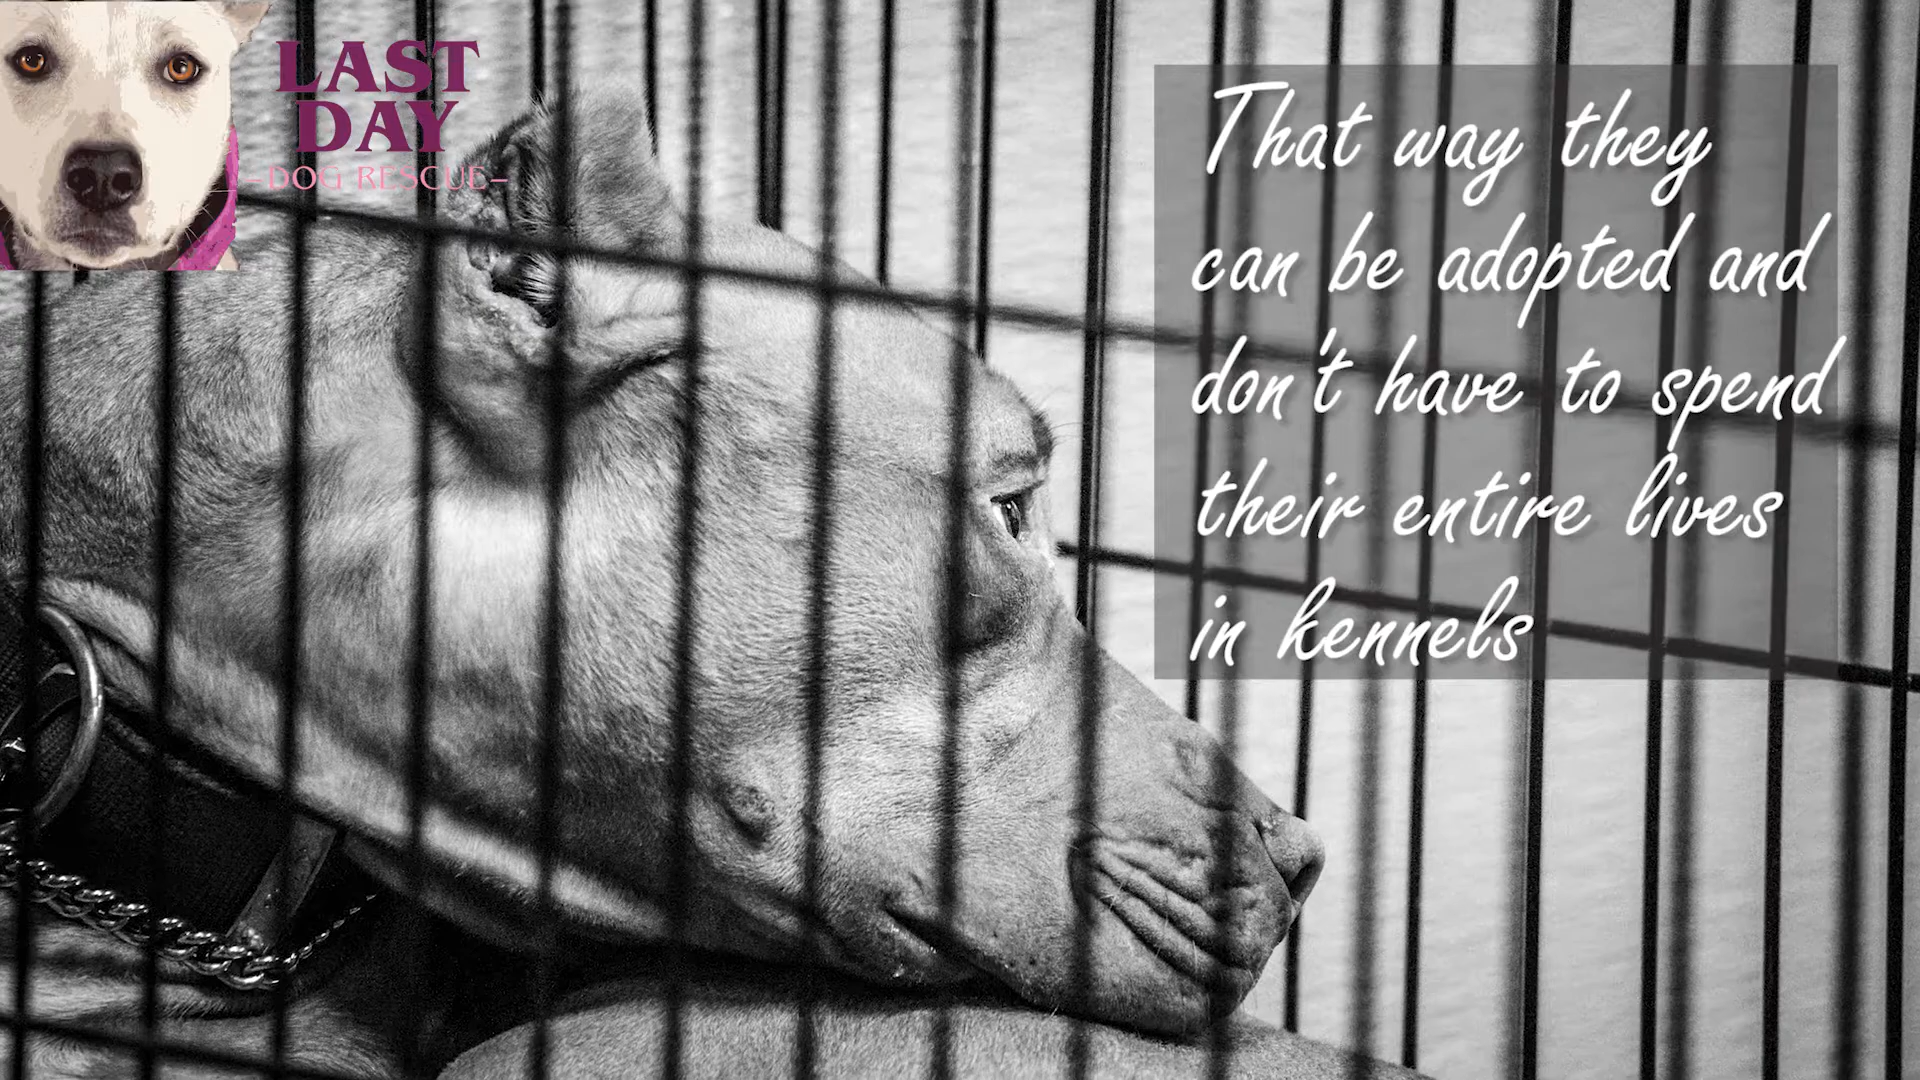 LAST
DAY
-DOG RESCUE-
That way they
can be adopted and
don't have to spend
their entire lives
in kennels